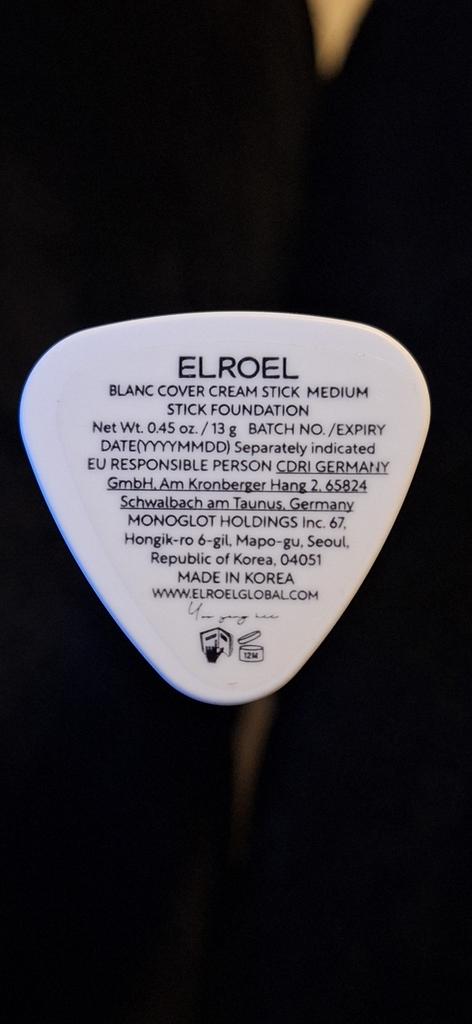 ELROEL
BLANC COVER CREAM STICK MEDIUM
STICK FOUNDATION
Net Wt. 0.45 oz. / 13 g BATCH NO. /EXPIRY
DATE(YYYYMMDD) Separately indicated
EU RESPONSIBLE PERSON CDRI GERMANY
GmbH, Am Kronberger Hang 2, 65824
Schwalbach am Taunus, Germany
MONOGLOT HOLDINGS Inc. 67,
Hongik-ro 6-gil, Mapo-gu, Seoul,
Republic of Korea, 04051
MADE IN KOREA
WWW.ELROELGLOBAL.COM
12M